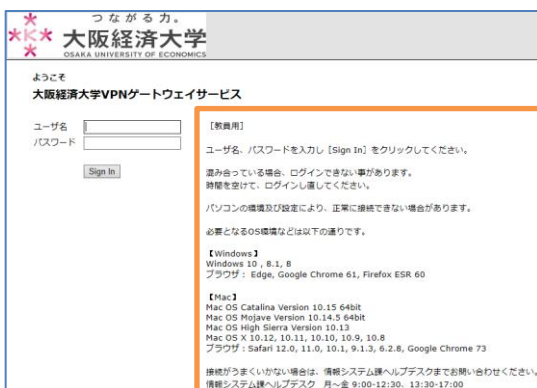 つながる力。
大阪経済大学
OSAKA UNIVERSITY OF ECONOMICS
ようこそ
大阪経済大学VPNゲートウェイサービス
ユーザ名
パスワード
Sign In
[教員用]
ユーザ名、パスワードを入力し [Sign In] をクリックしてください。
混み合っている場合、ログインできない事があります。
時間を空けて、ログインし直してください。
パソコンの環境及び設定により、正常に接続できない場合があります。
必要となるOS環境などは以下の通りです。
【Windows】
Windows 10 , 8.1, 8
ブラウザ : Edge, Google Chrome 61, Firefox ESR 60
【Mac】
Mac OS Catalina Version 10.15 64bit
Mac OS Mojave Version 10.14.5 64bit
Mac OS High Sierra Version 10.13
Mac OS X 10.12, 10.11, 10.10, 10.9, 10.8
ブラウザ : Safari 12.0, 11.0, 10.1, 9.1.3, 6.2.8, Google Chrome 73
接続がうまくいかない場合は、情報システム課ヘルプデスクまでお問い合わせください。
情報システム課ヘルプデスク 月~金 9:00-12:30、13:30-17:00